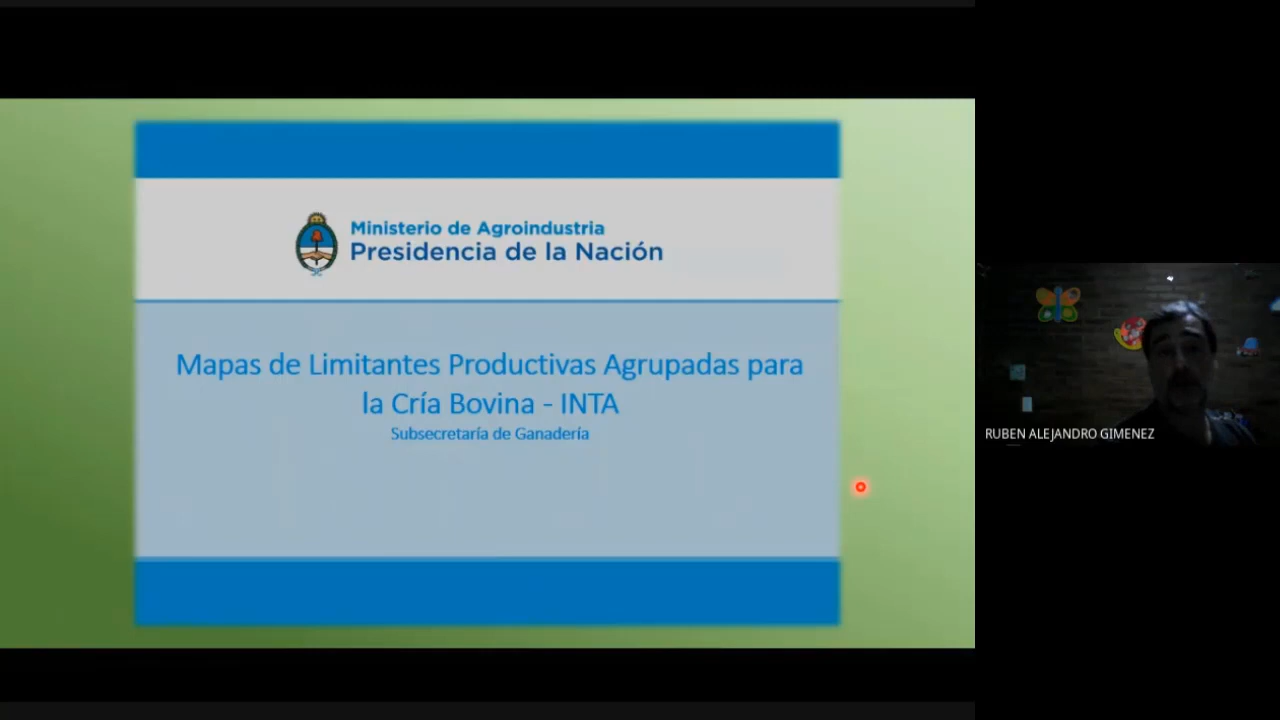 Ministerio de Agroindustria
Presidencia de la Nación
Mapas de Limitantes Productivas Agrupadas para
la Cría Bovina - INTA
Subsecretaría de Ganadería
RUBEN ALEJANDRO GIMENEZ